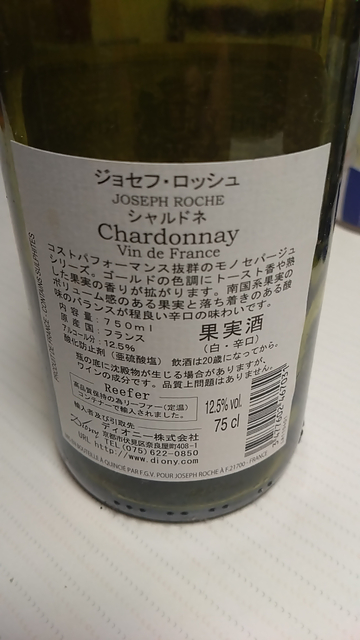 ジョセフ・ロッシュ
JOSEPH ROCHE
シャルドネ
Chardonnay
Vin de France
コストパフォーマンス抜群のモノセパージュ
シリーズ。ゴールドの色調にトースト香や熟
した果実の香りが拡がります。南国系果実の
ボリューム感のある果実と落ち着きのある酸
味のバランスが程良い辛口の味わいです。
内容量：750ml
原産国：フランス
アルコール分：12.5%
果実酒
(白・辛口)
酸化防止剤（亜硫酸塩） 飲酒は20歳になってから。
瓶の底に沈殿物が生じる場合がありますが、
ワインの成分です。品質上問題はありません。
Reefer
高品質保持の為リーファー(定温)
コンテナーで輸入されました。
12.5% vol.
75 cl
輸入者及び引取先
ディオニー株式会社
京都市伏見区奈良屋町408-1
TEL(075)622-0850
URL http://www.diony.com
CONTAINS SULPHITES
MIS EN BOUTEILLE A QUINCIE PAR F.G.V. POUR JOSEPH ROCHE À F.21700 - FRANCE